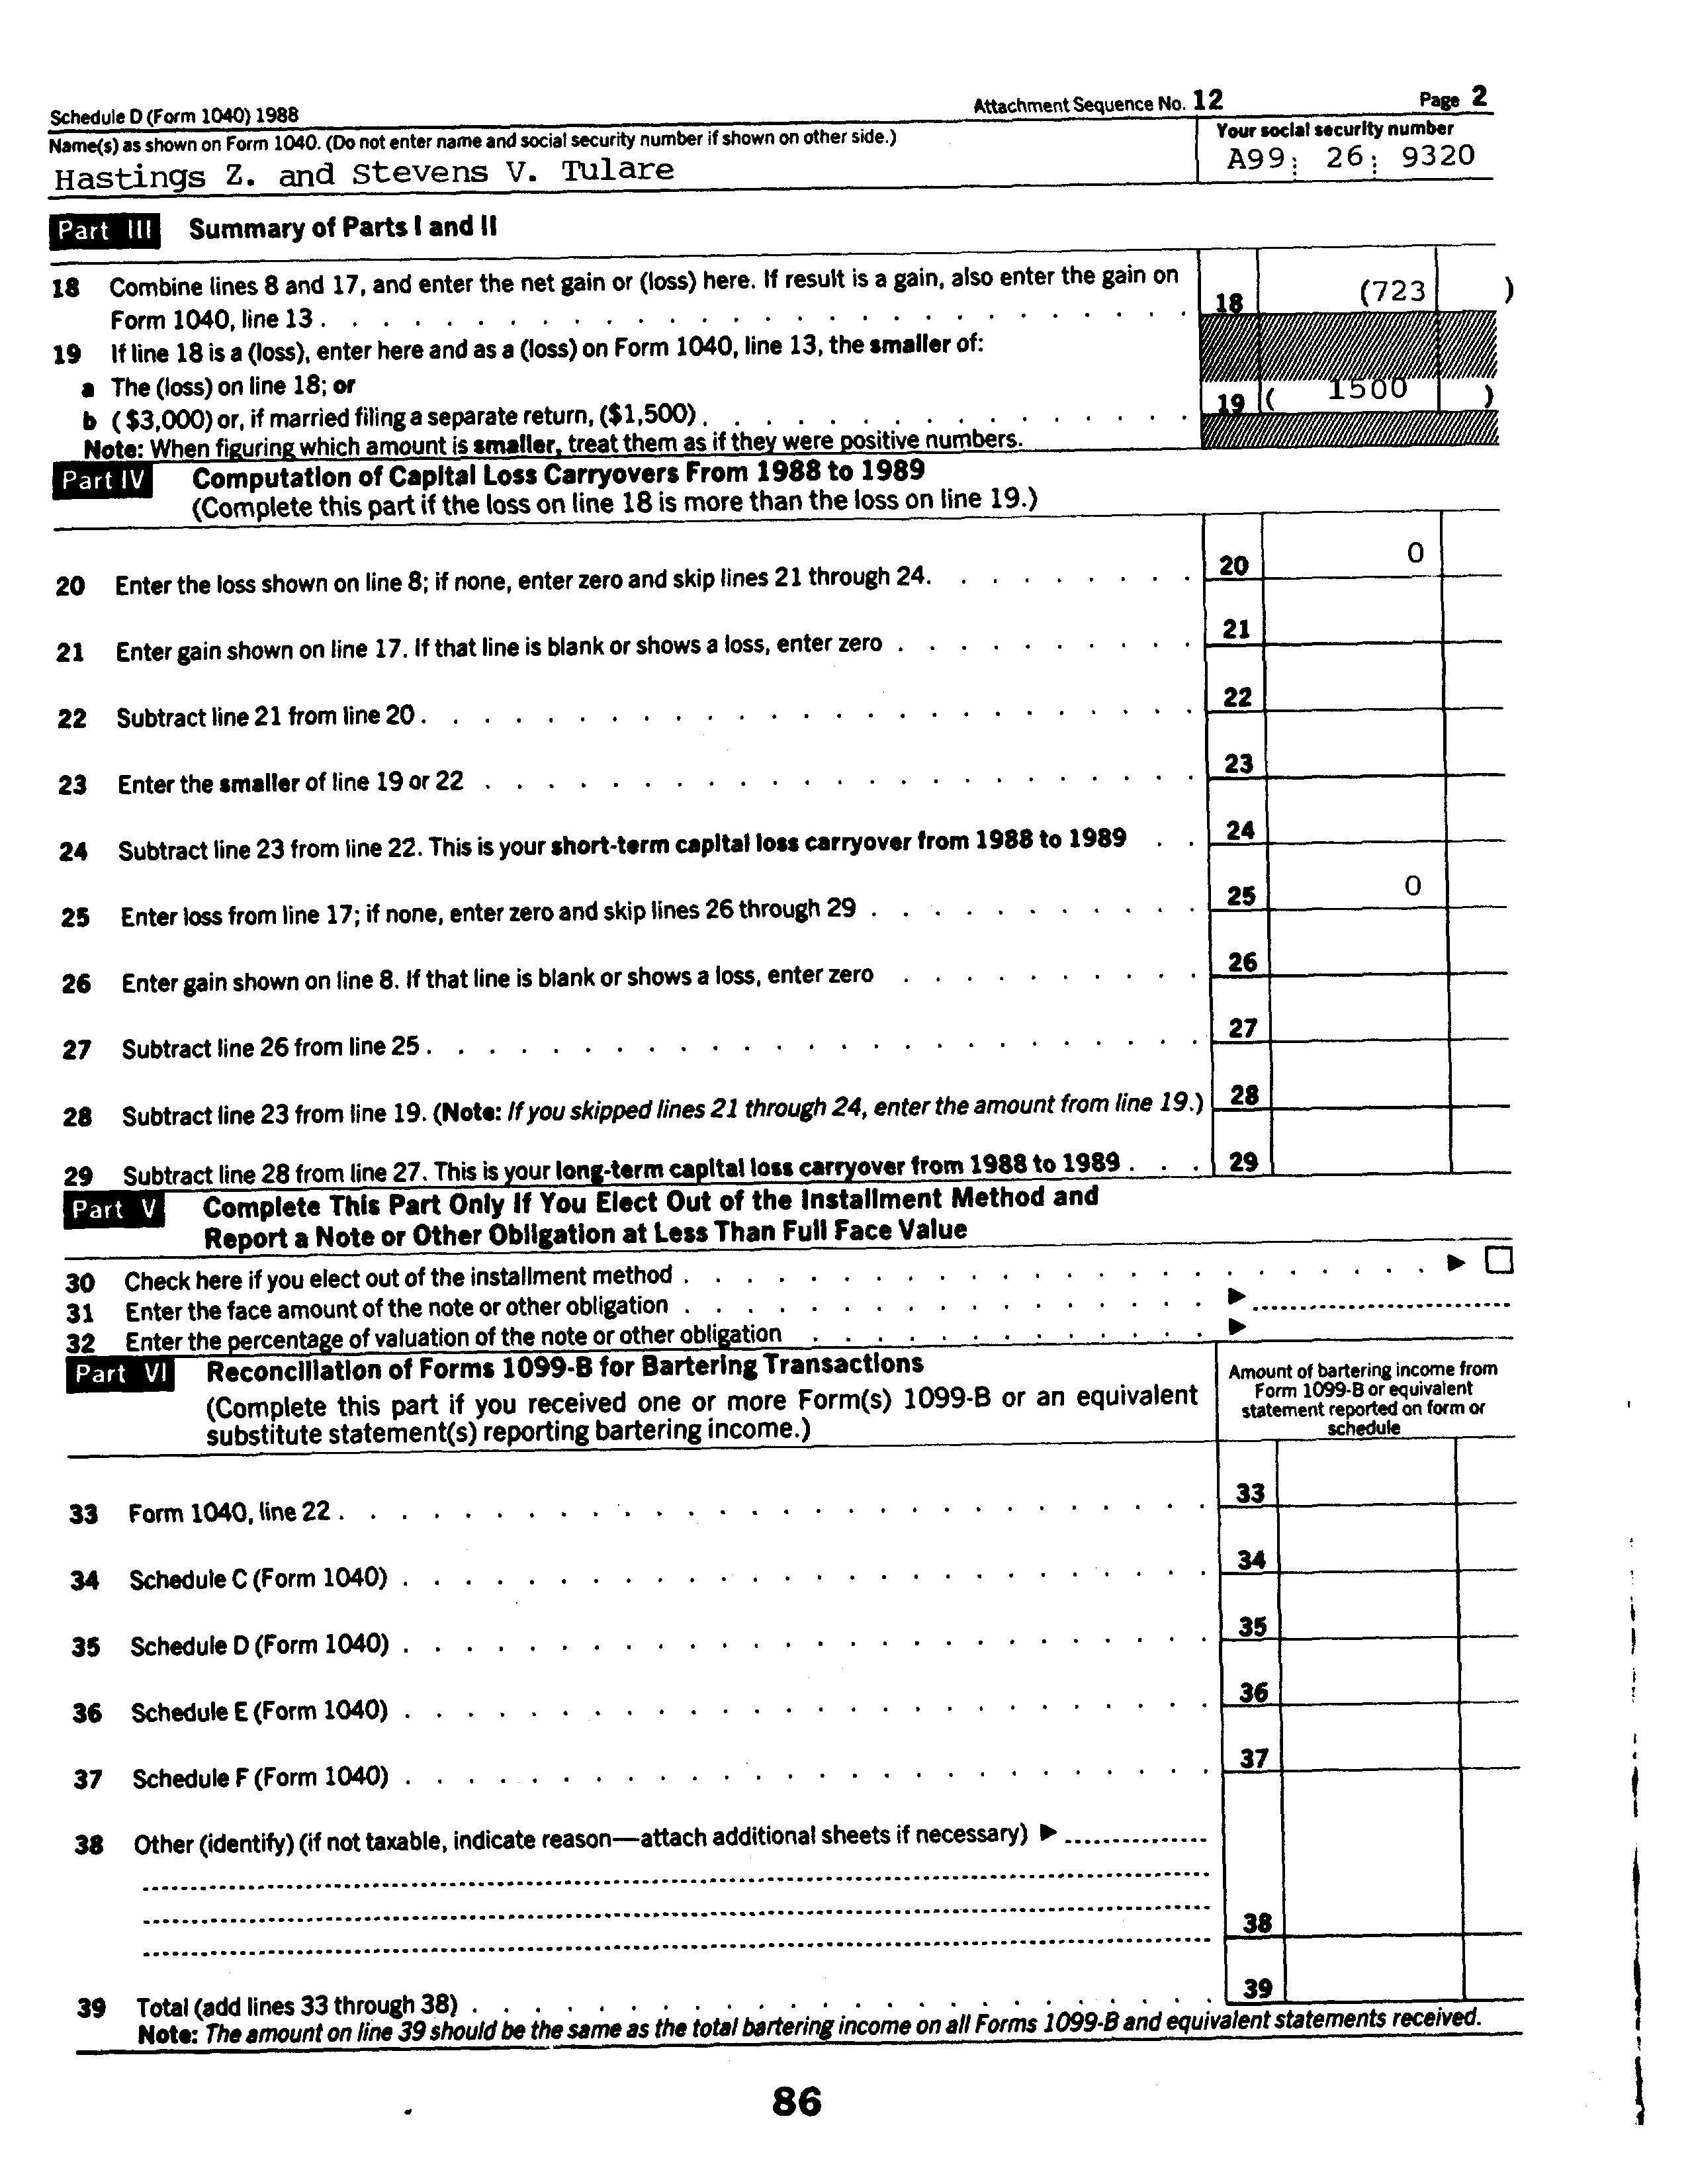 Schedule D (Form 1040) 1988 Attachment Sequence No. 12 Page 2
Name(s) as shown on Form 1040. (Do not enter name and social security number if shown on other side.) Your social security number
Hastings Z. and Stevens V. Tulare A99 26 9320
Part III Summary of Parts I and II
18 Combine lines 8 and 17, and enter the net gain or (loss) here. If result is a gain, also enter the gain on
Form 1040, line 13 . . . 18 (723 )
19 If line 18 is a (loss), enter here and as a (loss) on Form 1040, line 13, the smaller of:
a The (loss) on line 18; or
b ($3,000) or, if married filing a separate return, ($1,500) . . . 19 ( 1500 )
Note: When figuring which amount is smaller, treat them as if they were positive numbers.
Part IV Computation of Capital Loss Carryovers From 1988 to 1989
(Complete this part if the loss on line 18 is more than the loss on line 19.)
20 Enter the loss shown on line 8; if none, enter zero and skip lines 21 through 24. . . . 20 0
21 Enter gain shown on line 17. If that line is blank or shows a loss, enter zero . . . 21
22 Subtract line 21 from line 20 . . . 22
23 Enter the smaller of line 19 or 22 . . . 23
24 Subtract line 23 from line 22. This is your short-term capital loss carryover from 1988 to 1989 . . 24
25 Enter loss from line 17; if none, enter zero and skip lines 26 through 29 . . . 25 0
26 Enter gain shown on line 8. If that line is blank or shows a loss, enter zero . . . 26
27 Subtract line 26 from line 25 . . . 27
28 Subtract line 23 from line 19. (Note: If you skipped lines 21 through 24, enter the amount from line 19.) 28
29 Subtract line 28 from line 27. This is your long-term capital loss carryover from 1988 to 1989 . . . 29
Part V Complete This Part Only If You Elect Out of the Installment Method and
Report a Note or Other Obligation at Less Than Full Face Value
30 Check here if you elect out of the installment method . . . ▶ ☐
31 Enter the face amount of the note or other obligation . . . ▶
32 Enter the percentage of valuation of the note or other obligation . . . ▶
Part VI Reconciliation of Forms 1099-B for Bartering Transactions
(Complete this part if you received one or more Form(s) 1099-B or an equivalent
substitute statement(s) reporting bartering income.)
Amount of bartering income from
Form 1099-B or equivalent
statement reported on form or
schedule
33 Form 1040, line 22 . . . 33
34 Schedule C (Form 1040) . . . 34
35 Schedule D (Form 1040) . . . 35
36 Schedule E (Form 1040) . . . 36
37 Schedule F (Form 1040) . . . 37
38 Other (identify) (if not taxable, indicate reason—attach additional sheets if necessary) ▶
38
39 Total (add lines 33 through 38) . . . 39
Note: The amount on line 39 should be the same as the total bartering income on all Forms 1099-B and equivalent statements received.
86